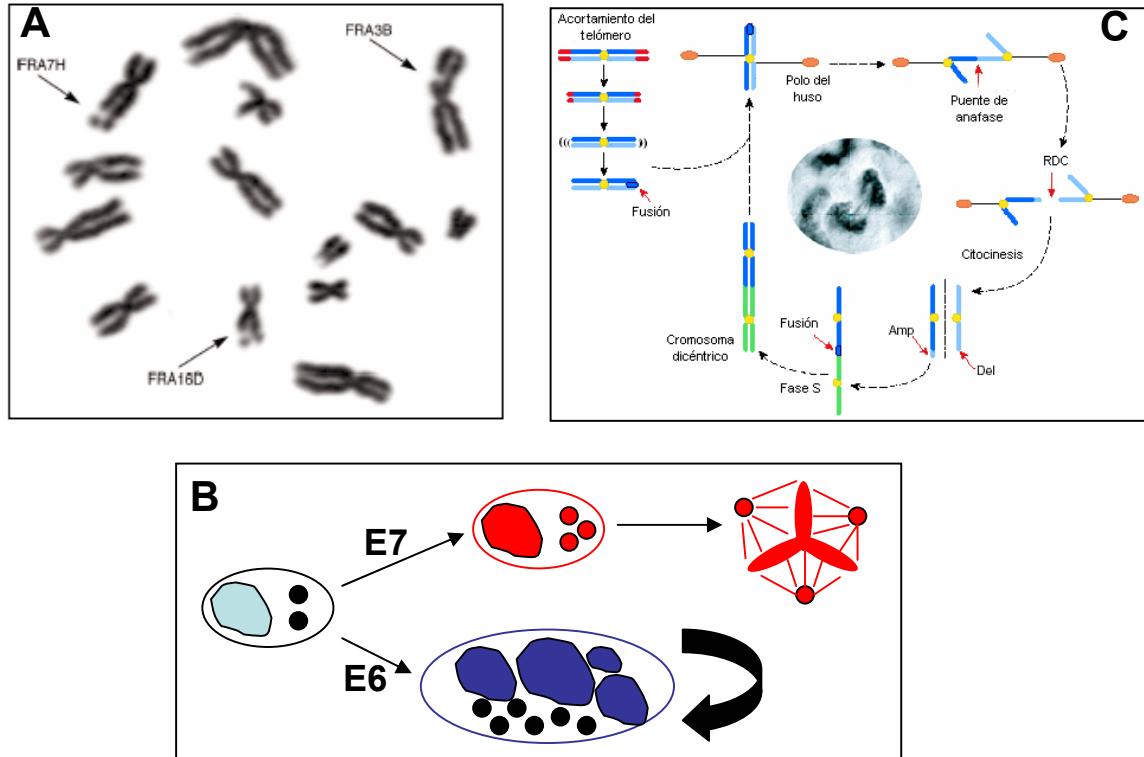 A
FRA3B
FRA7H
FRA16D
C
Acortamiento del
telómero
Fusión
Polo del
huso
Puente de
anafase
RDC
Citocinesis
Amp
Del
Fusión
Fase S
Cromosoma
dicéntrico
B
E7
E6